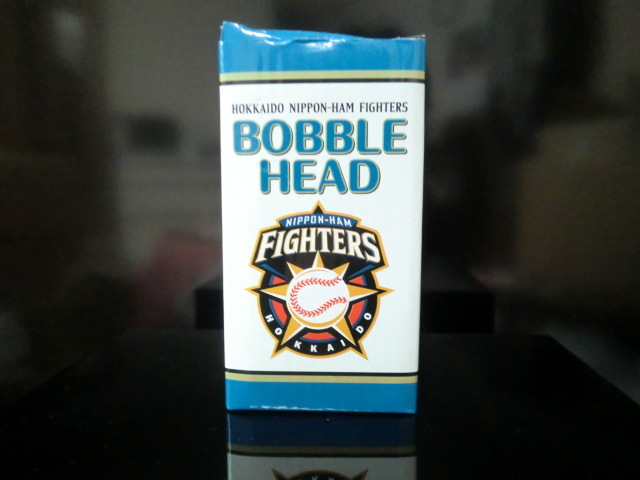 HOKKAIDO NIPPON-HAM FIGHTERS
BOBBLE
HEAD
NIPPON-HAM
FIGHTERS
HOKKAIDO